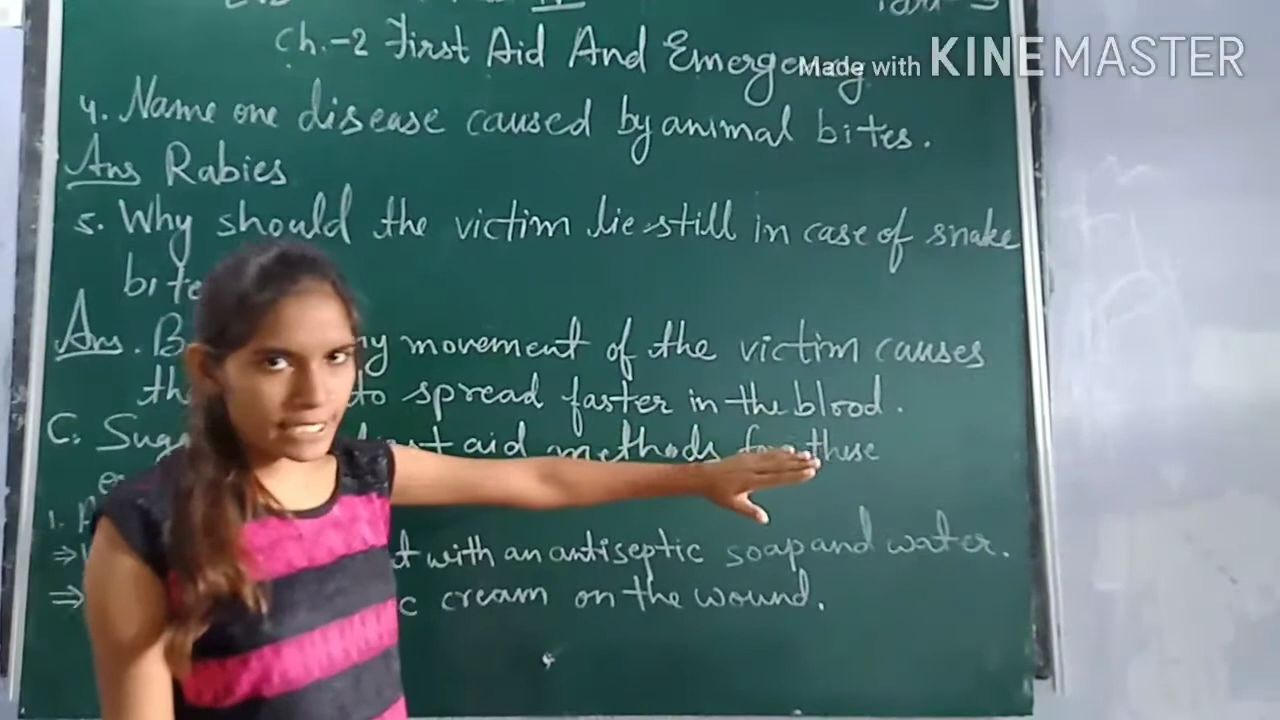 Ch.-2 First Aid And Emergency
Made with KINEMASTER
4. Name one disease caused by animal bites.
Ans Rabies
5. Why should the victim lie still in case of snake
bite
Ans. movement of the victim causes
to spread faster in the blood.
C. aid methods for these
1.
⇒ with an antiseptic soap and water.
⇒ cream on the wound.